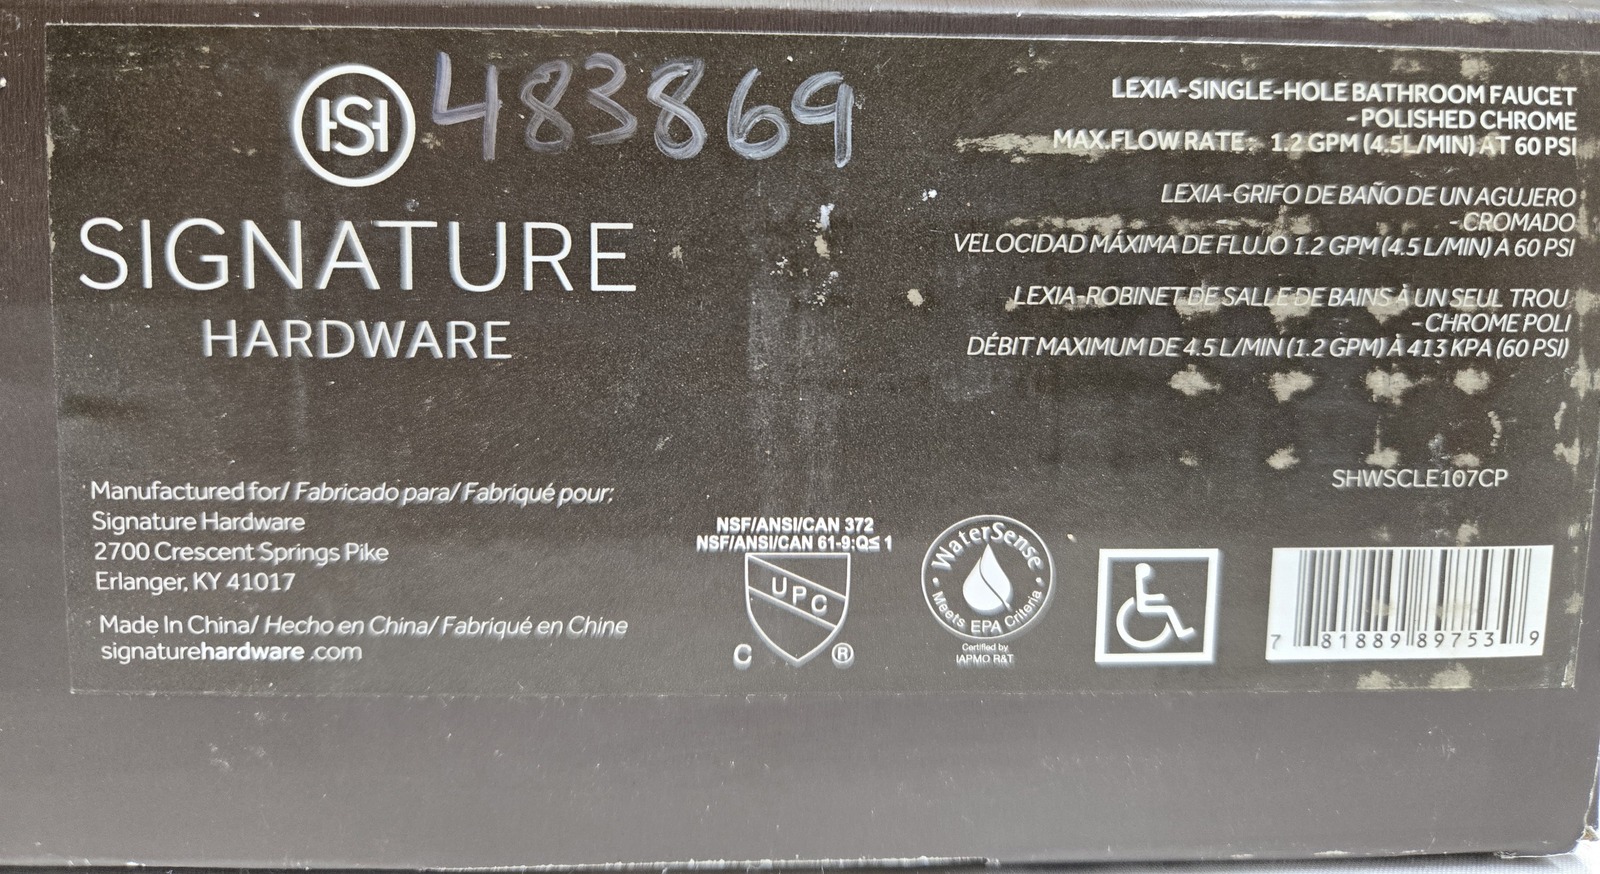 HSH
483869
SIGNATURE
HARDWARE
LEXIA-SINGLE-HOLE BATHROOM FAUCET
- POLISHED CHROME
MAX.FLOW RATE: 1.2 GPM (4.5L/MIN) AT 60 PSI
LEXIA-GRIFO DE BAÑO DE UN AGUJERO
- CROMADO
VELOCIDAD MÁXIMA DE FLUJO 1.2 GPM (4.5 L/MIN) A 60 PSI
LEXIA-ROBINET DE SALLE DE BAINS À UN SEUL TROU
- CHROME POLI
DÉBIT MAXIMUM DE 4.5 L/MIN (1.2 GPM) À 413 KPA (60 PSI)
Manufactured for/ Fabricado para/ Fabriqué pour:
Signature Hardware
2700 Crescent Springs Pike
Erlanger, KY 41017
Made In China/ Hecho en China/ Fabriqué en Chine
signaturehardware .com
NSF/ANSI/CAN 372
NSF/ANSI/CAN 61-9:Q≤ 1
UPC
C ®
WaterSense
Meets EPA Criteria
Certified by
IAPMO R&T
SHWSCLE107CP
7 81889 89753 9